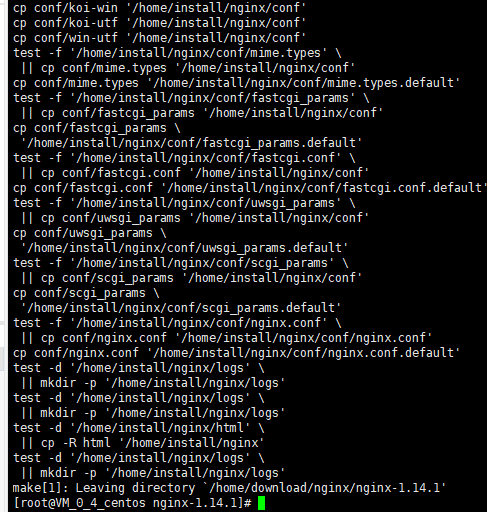 cp conf/koi-win '/home/install/nginx/conf'
cp conf/koi-utf '/home/install/nginx/conf'
cp conf/win-utf '/home/install/nginx/conf'
test -f '/home/install/nginx/conf/mime.types' \
 || cp conf/mime.types '/home/install/nginx/conf'
cp conf/mime.types '/home/install/nginx/conf/mime.types.default'
test -f '/home/install/nginx/conf/fastcgi_params' \
 || cp conf/fastcgi_params '/home/install/nginx/conf'
cp conf/fastcgi_params \
 '/home/install/nginx/conf/fastcgi_params.default'
test -f '/home/install/nginx/conf/fastcgi.conf' \
 || cp conf/fastcgi.conf '/home/install/nginx/conf'
cp conf/fastcgi.conf '/home/install/nginx/conf/fastcgi.conf.default'
test -f '/home/install/nginx/conf/uwsgi_params' \
 || cp conf/uwsgi_params '/home/install/nginx/conf'
cp conf/uwsgi_params \
 '/home/install/nginx/conf/uwsgi_params.default'
test -f '/home/install/nginx/conf/scgi_params' \
 || cp conf/scgi_params '/home/install/nginx/conf'
cp conf/scgi_params \
 '/home/install/nginx/conf/scgi_params.default'
test -f '/home/install/nginx/conf/nginx.conf' \
 || cp conf/nginx.conf '/home/install/nginx/conf/nginx.conf'
cp conf/nginx.conf '/home/install/nginx/conf/nginx.conf.default'
test -d '/home/install/nginx/logs' \
 || mkdir -p '/home/install/nginx/logs'
test -d '/home/install/nginx/logs' \
 || mkdir -p '/home/install/nginx/logs'
test -d '/home/install/nginx/html' \
 || cp -R html '/home/install/nginx'
test -d '/home/install/nginx/logs' \
 || mkdir -p '/home/install/nginx/logs'
make[1]: Leaving directory `/home/download/nginx/nginx-1.14.1'
[root@VM_0_4_centos nginx-1.14.1]#